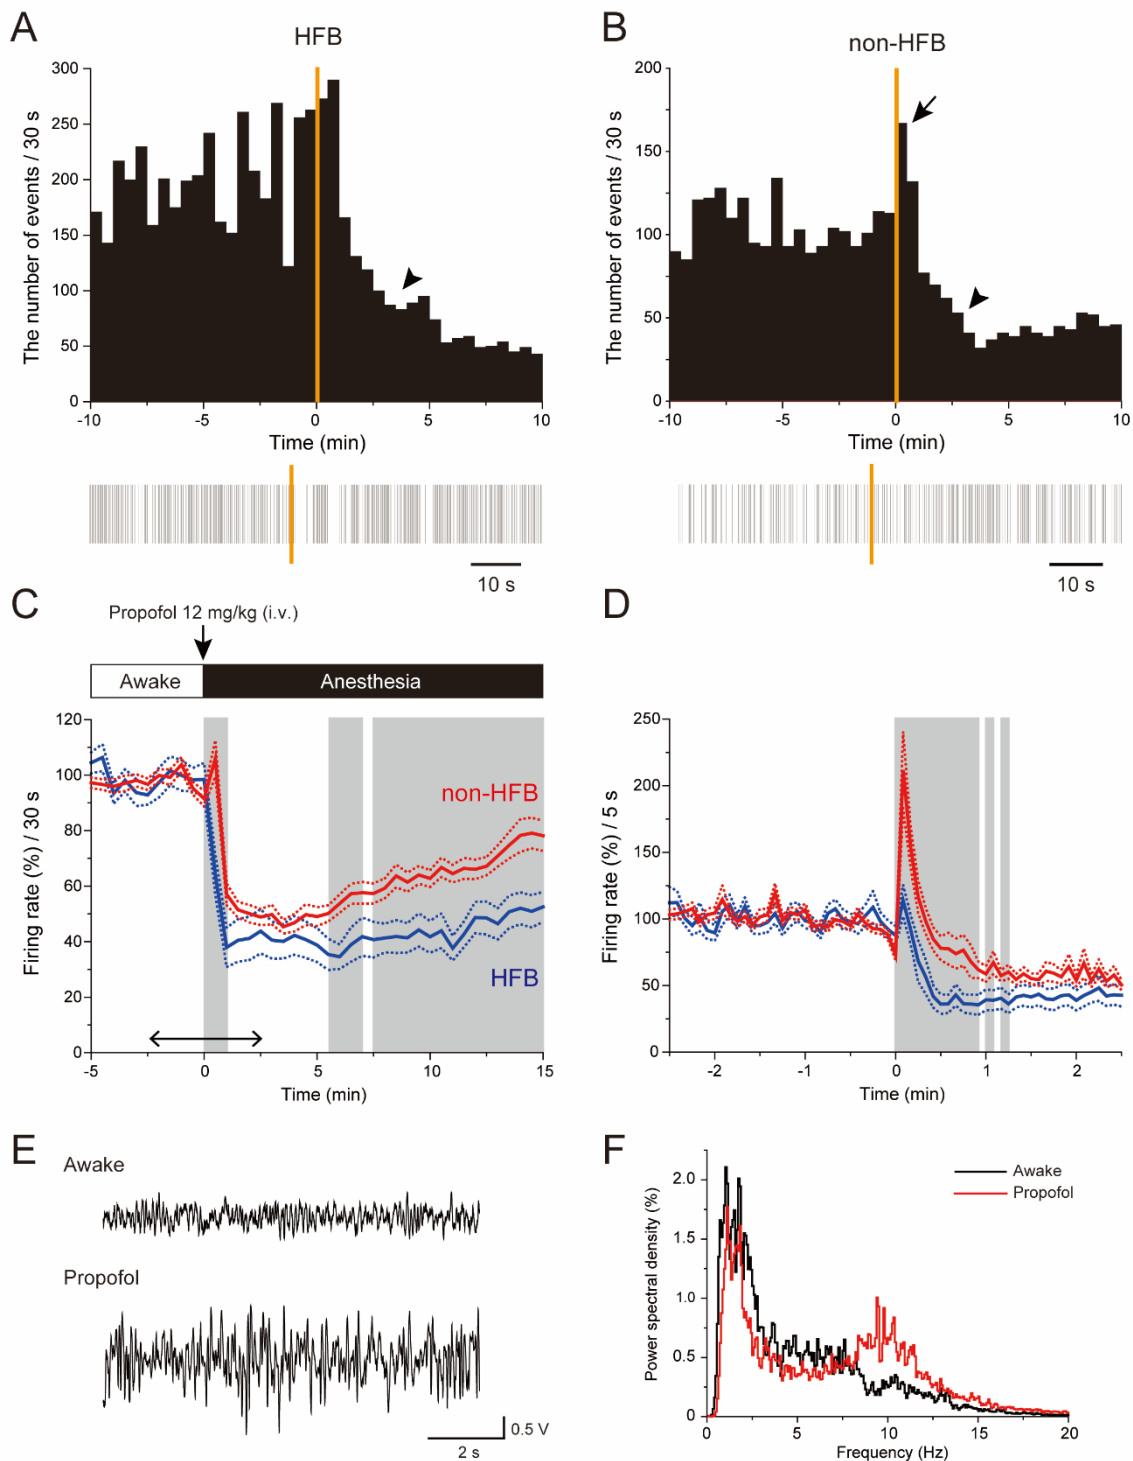 A
HFB
The number of events / 30 s
300
250
200
150
100
50
0
-10
-5
0
5
10
Time (min)
10 s
B
non-HFB
The number of events / 30 s
200
150
100
50
0
-10
-5
0
5
10
Time (min)
10 s
C
Propofol 12 mg/kg (i.v.)
Awake
Anesthesia
Firing rate (%) / 30 s
120
100
80
60
40
20
0
non-HFB
HFB
-5
0
5
10
15
Time (min)
D
Firing rate (%) / 5 s
250
200
150
100
50
0
-2
-1
0
1
2
Time (min)
E
Awake
Propofol
0.5 V
2 s
F
Power spectral density (%)
2.0
1.5
1.0
0.5
0
Awake
Propofol
0
5
10
15
20
Frequency (Hz)